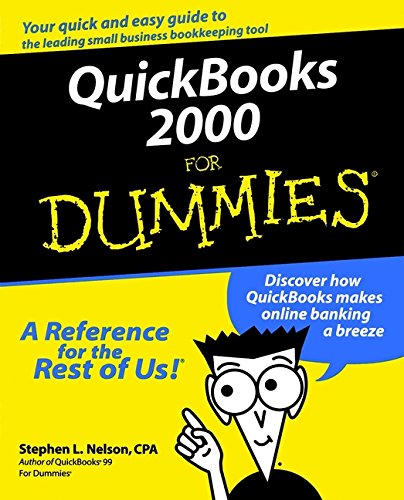 Your quick and easy guide to
the leading small business bookkeeping tool
QuickBooks
2000
FOR
DUMMIES®
Discover how
QuickBooks makes
online banking
a breeze
A Reference
for the
Rest of Us!®
Stephen L. Nelson, CPA
Author of QuickBooks® 99
For Dummies®